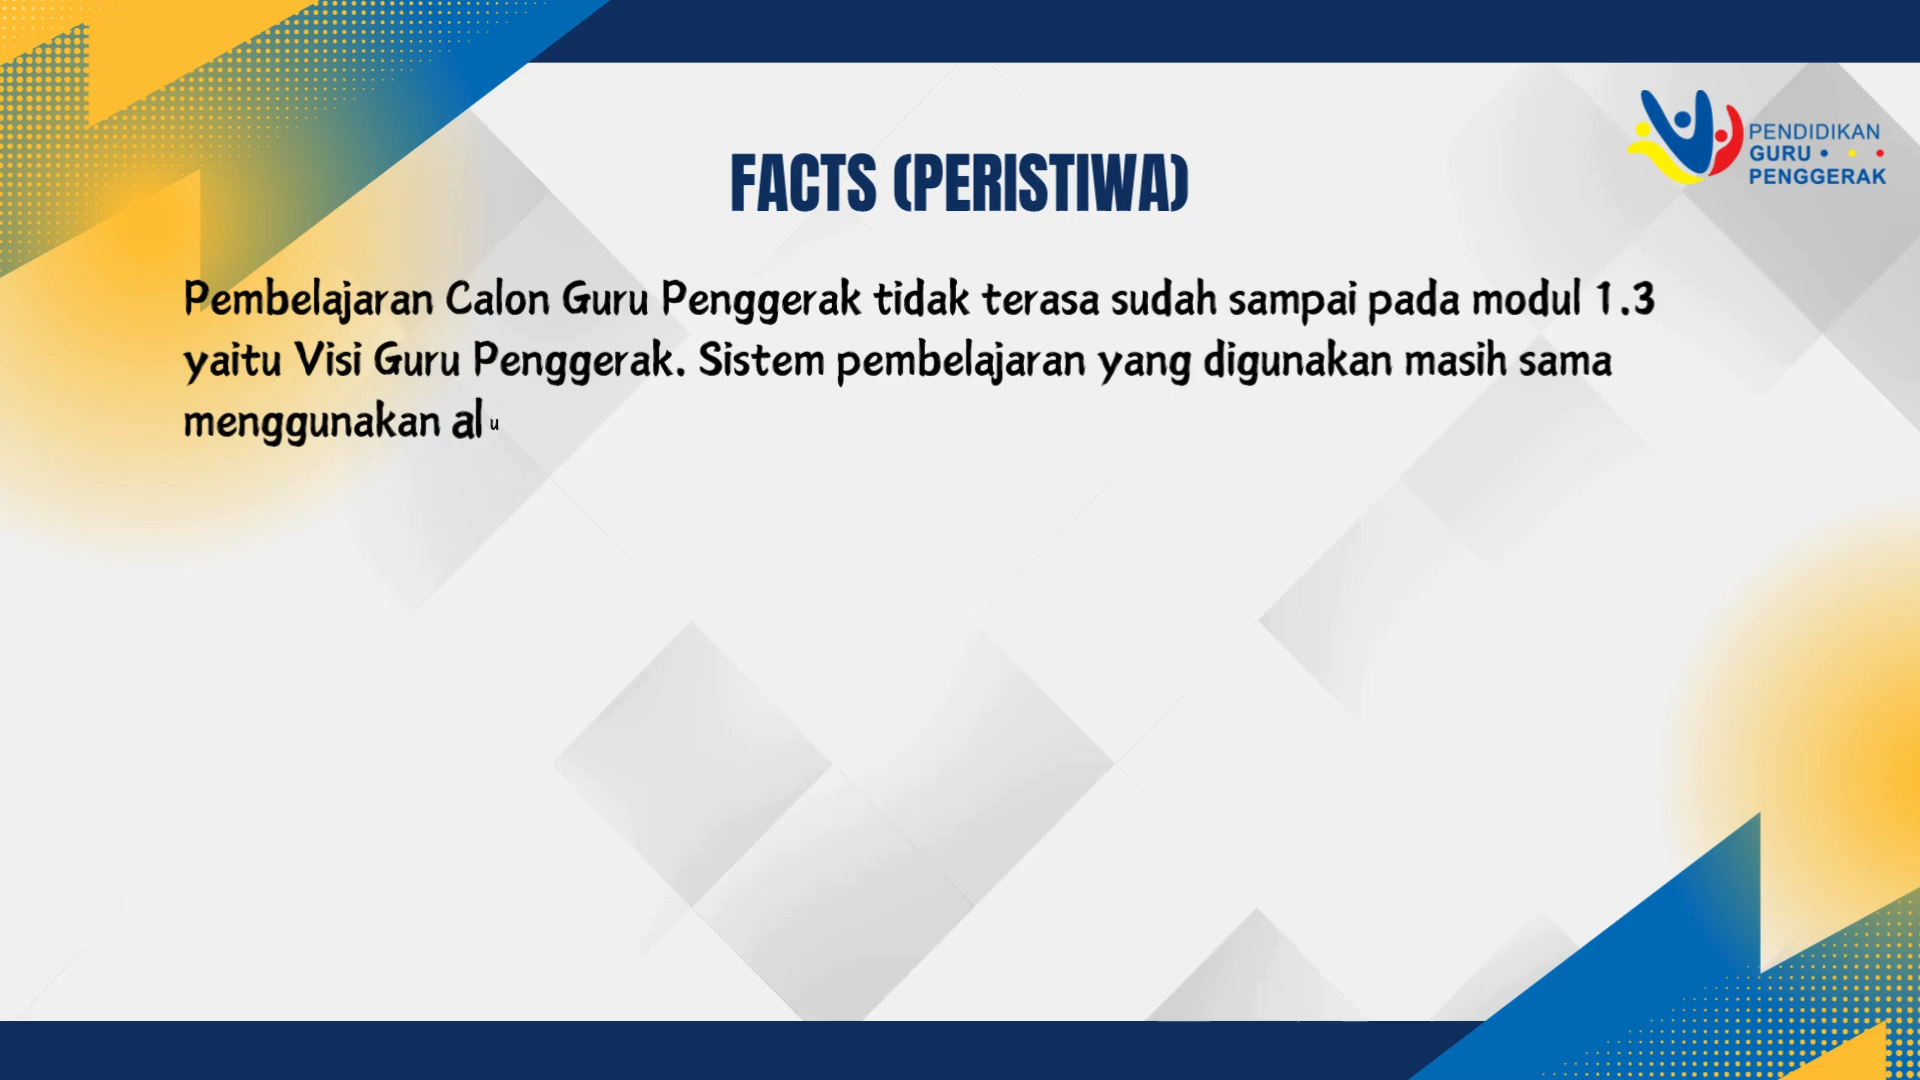 PENDIDIKAN
GURU
PENGGERAK
FACTS (PERISTIWA)
Pembelajaran Calon Guru Penggerak tidak terasa sudah sampai pada modul 1.3
yaitu Visi Guru Penggerak. Sistem pembelajaran yang digunakan masih sama
menggunakan alu